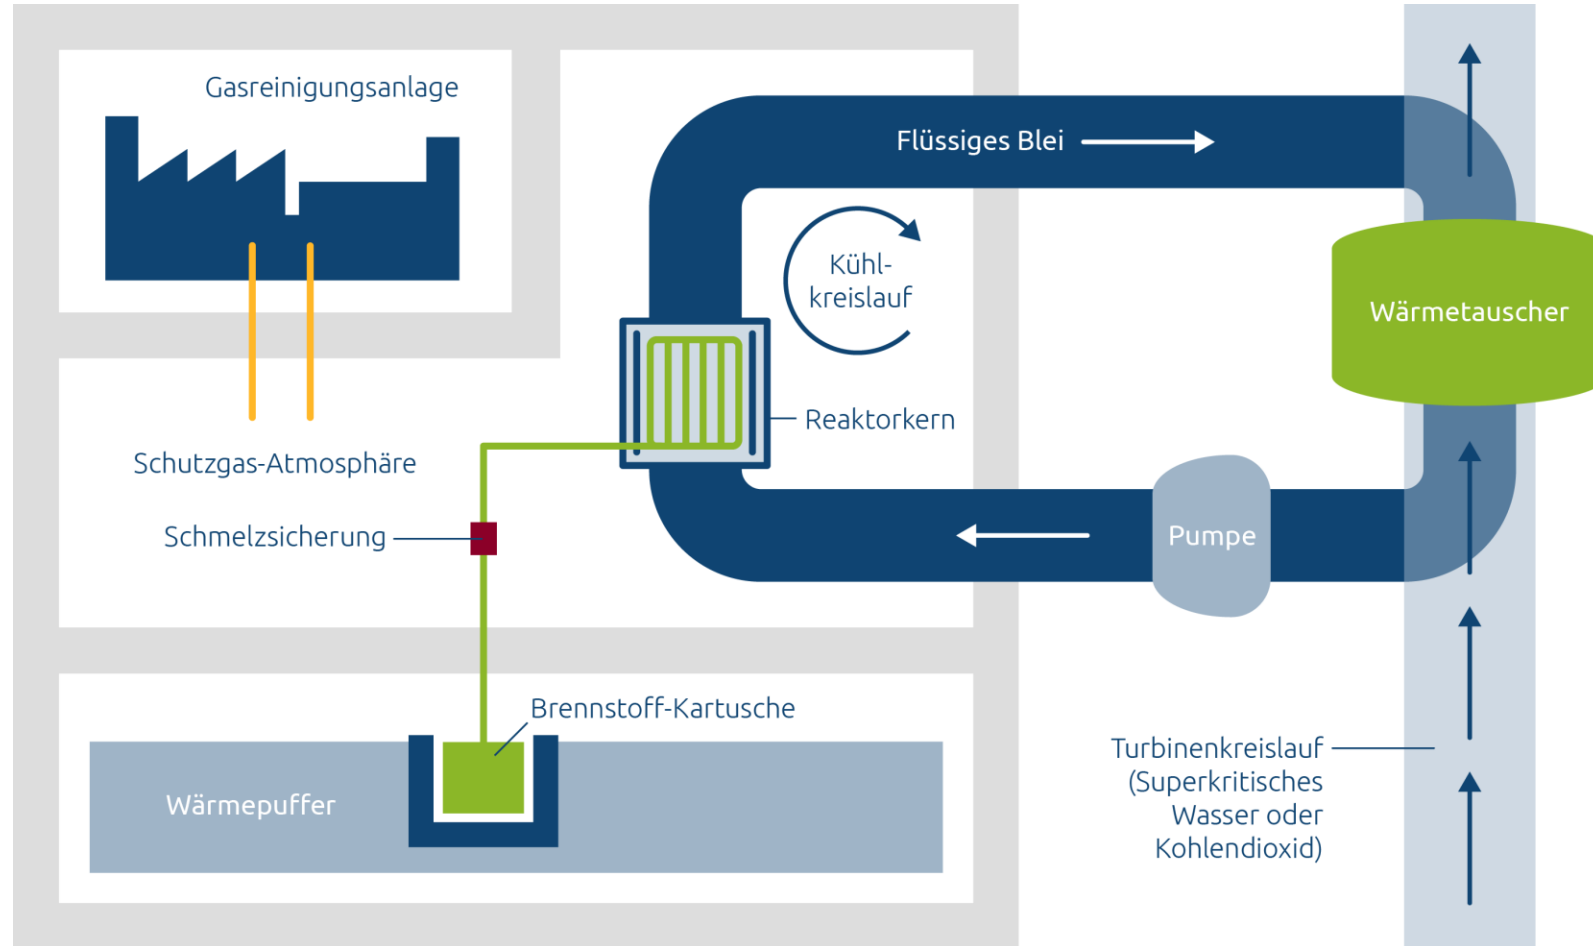 Gasreinigungsanlage
Flüssiges Blei
Kühl-
kreislauf
Wärmetauscher
Reaktorkern
Schutzgas-Atmosphäre
Schmelzsicherung
Pumpe
Brennstoff-Kartusche
Wärmepuffer
Turbinenkreislauf
(Superkritisches
Wasser oder
Kohlendioxid)